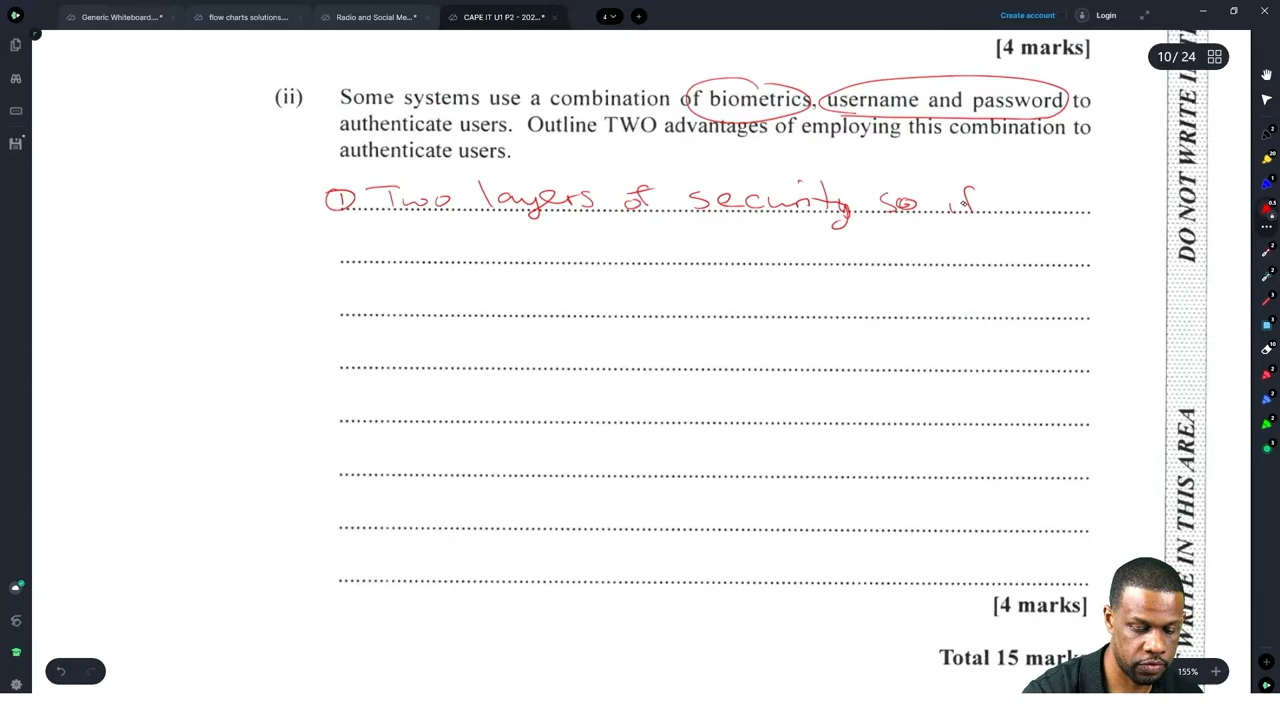 Generic Whiteboard....*
flow charts solutions....
Radio and Social Me...*
CAPE IT U1 P2 - 202...*
4
Create account
Login
[4 marks]
10/ 24
(ii) Some systems use a combination of biometrics, username and password to
authenticate users. Outline TWO advantages of employing this combination to
authenticate users.
① Two layers of security so if
[4 marks]
Total 15 marks
DO NOT WRITE
WRITE IN THIS AREA
155%